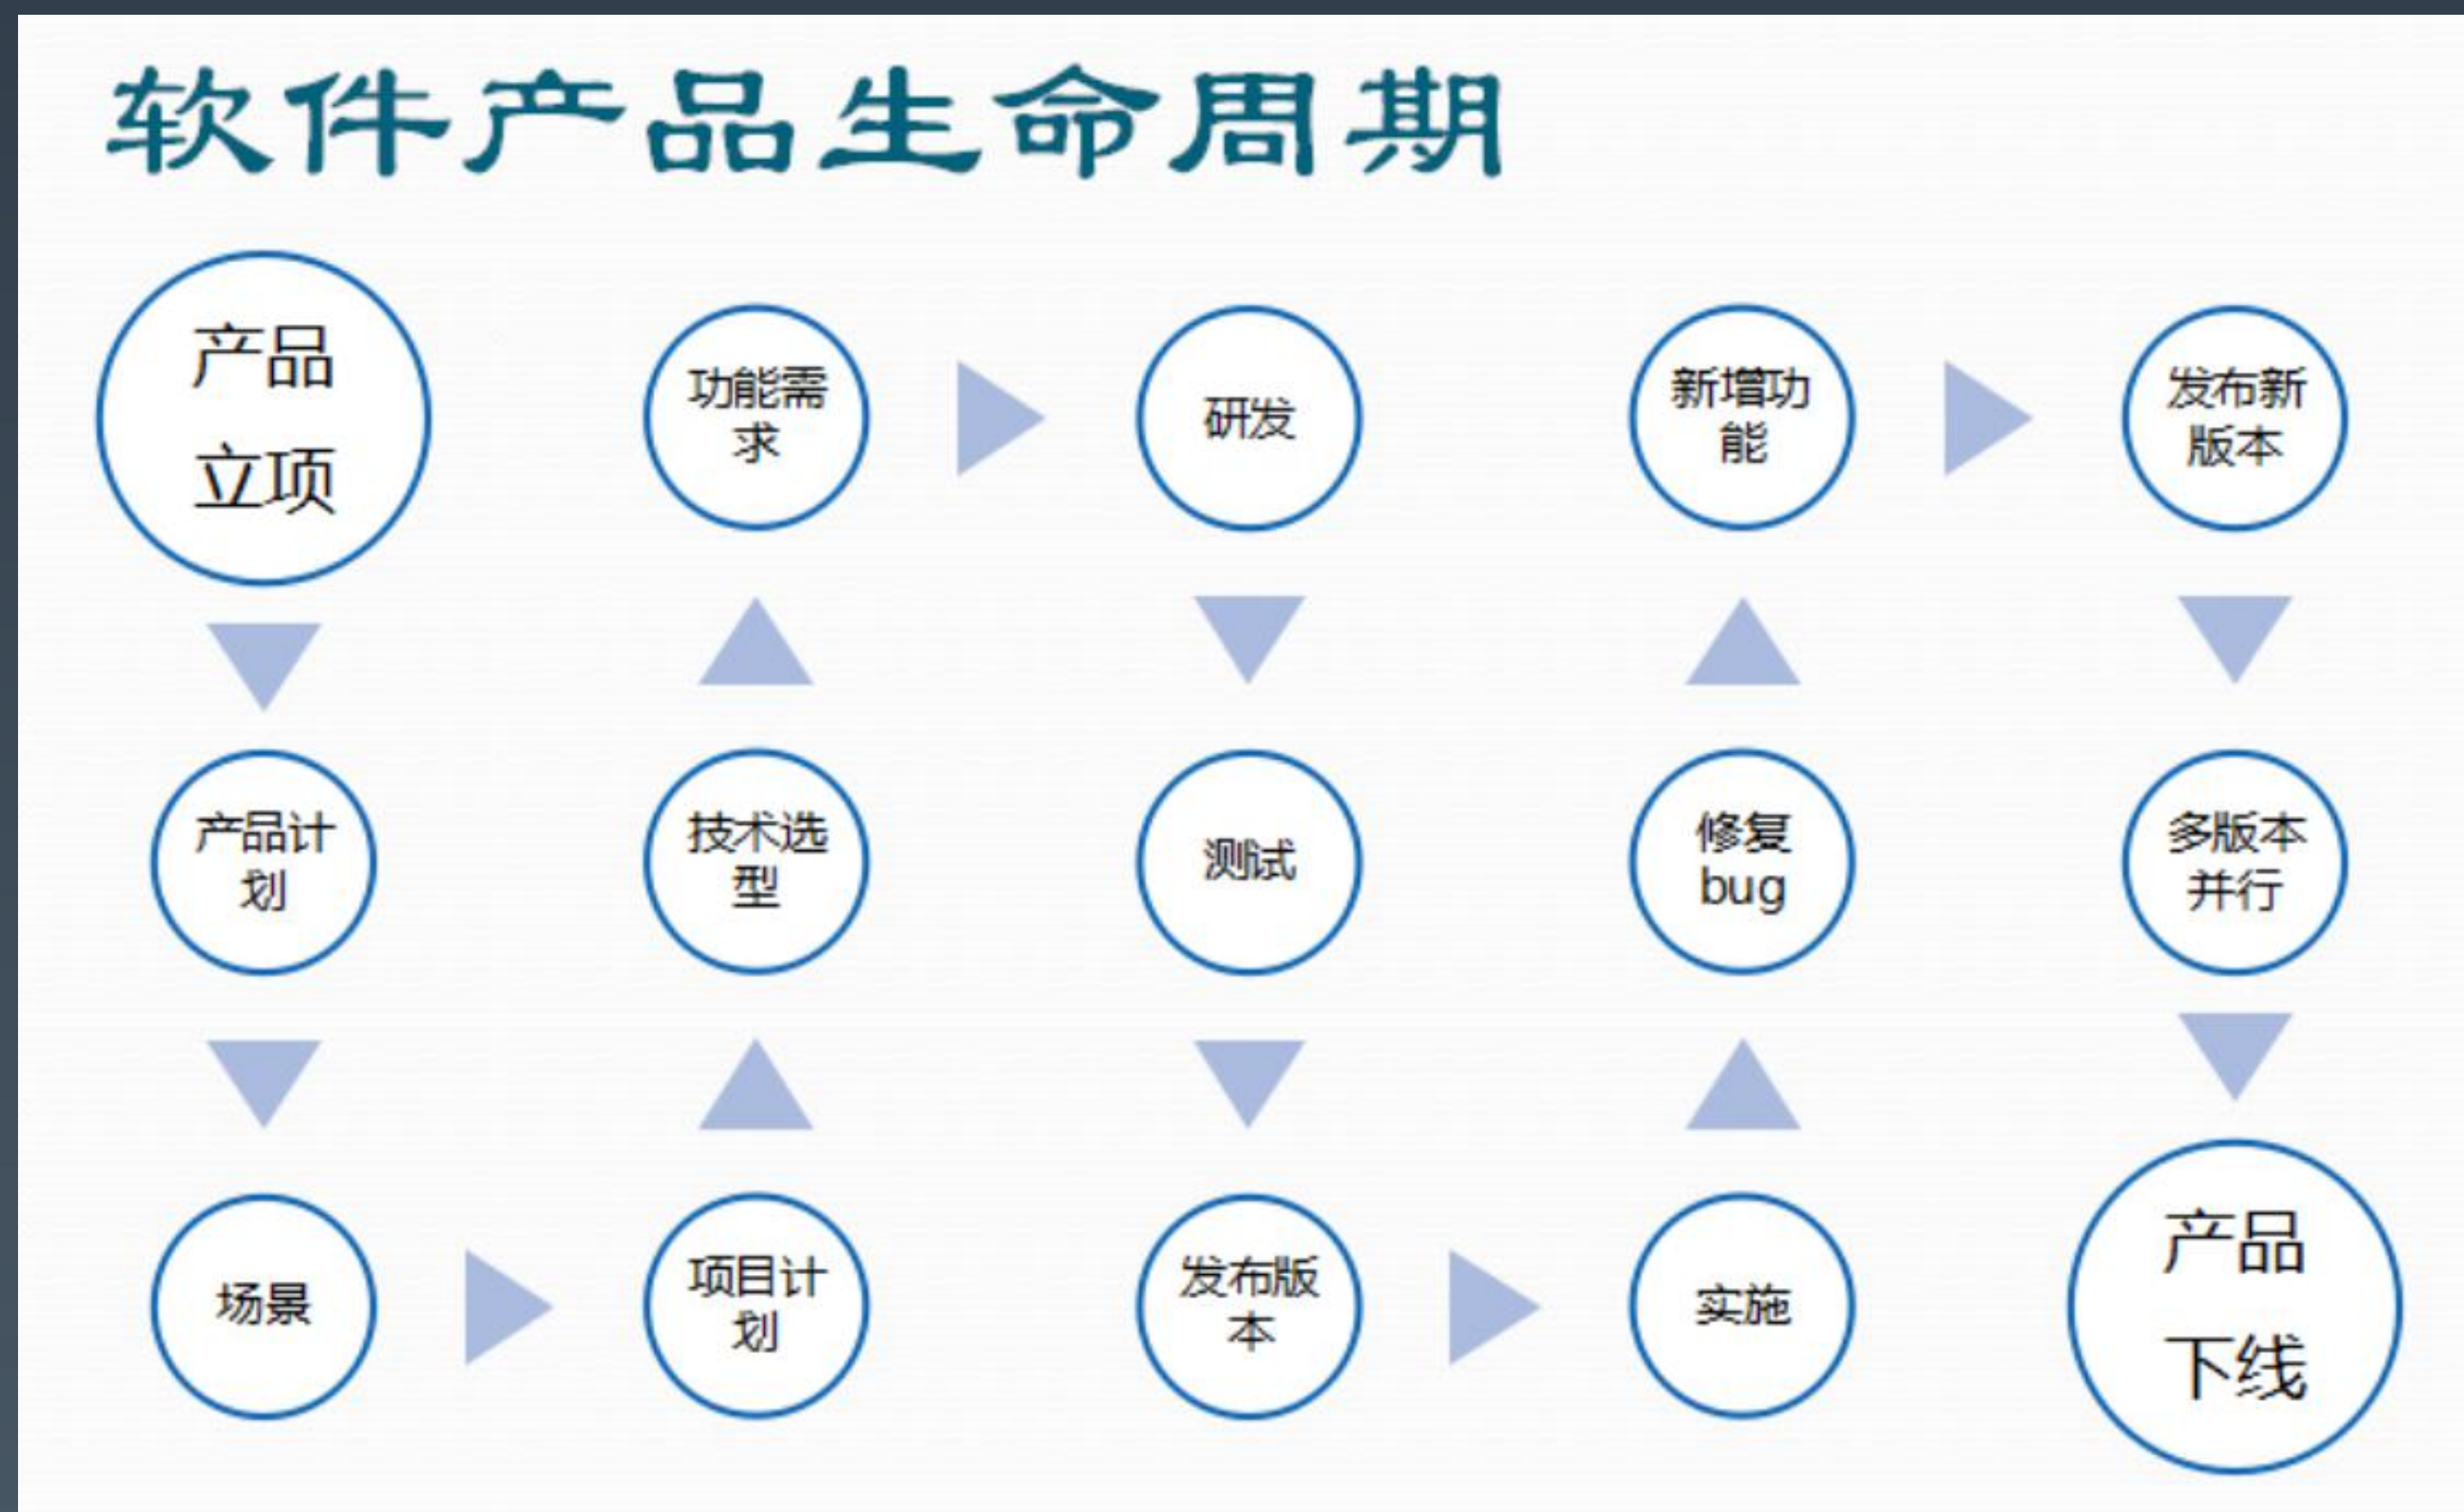 软件产品生命周期
产品
立项
产品计
划
场景
项目计
划
技术选
型
功能需
求
研发
测试
发布版
本
实施
修复
bug
新增功
能
发布新
版本
多版本
并行
产品
下线